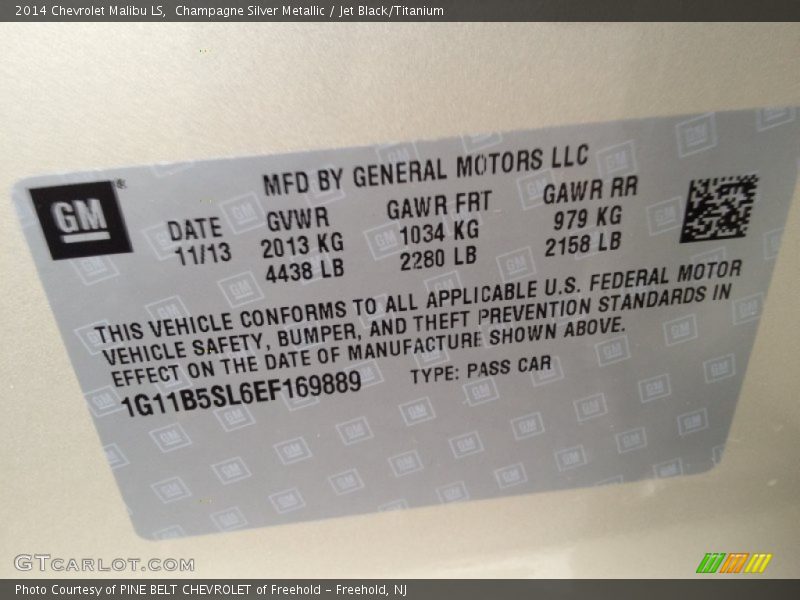 2014 Chevrolet Malibu LS,  Champagne Silver Metallic / Jet Black/Titanium
GM ®
MFD BY GENERAL MOTORS LLC
DATE GVWR GAWR FRT GAWR RR
11/13 2013 KG 1034 KG 979 KG
4438 LB 2280 LB 2158 LB
THIS VEHICLE CONFORMS TO ALL APPLICABLE U.S. FEDERAL MOTOR
VEHICLE SAFETY, BUMPER, AND THEFT PREVENTION STANDARDS IN
EFFECT ON THE DATE OF MANUFACTURE SHOWN ABOVE.
1G11B5SL6EF169889 TYPE: PASS CAR
GTCARLOT.COM
Photo Courtesy of PINE BELT CHEVROLET of Freehold – Freehold, NJ